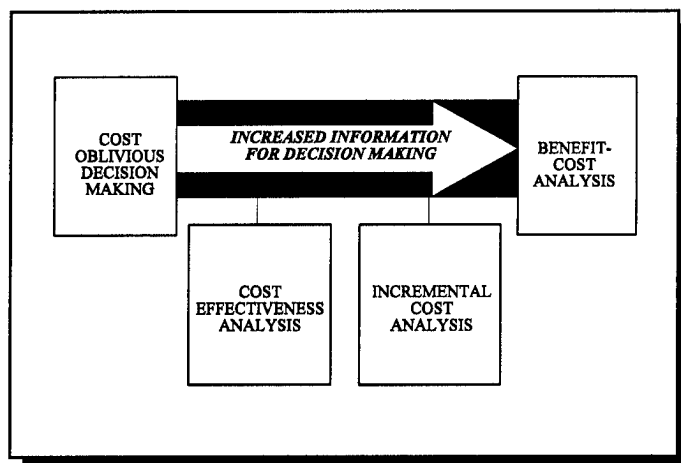 COST
OBLIVIOUS
DECISION
MAKING
INCREASED INFORMATION
FOR DECISION MAKING
BENEFIT-
COST
ANALYSIS
COST
EFFECTIVENESS
ANALYSIS
INCREMENTAL
COST
ANALYSIS